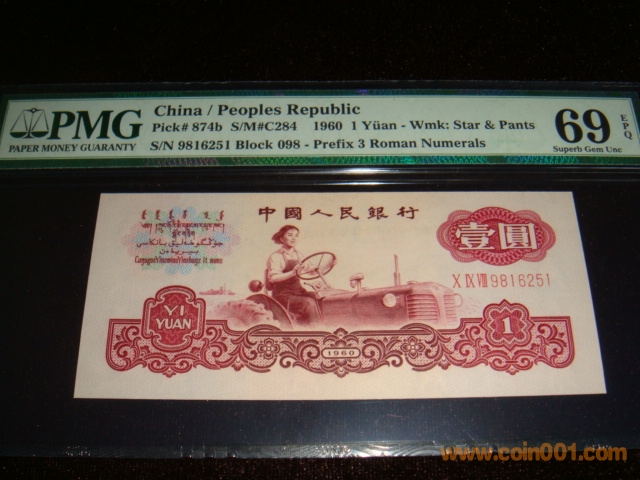 PMG
PAPER MONEY GUARANTY
China / Peoples Republic
Pick# 874b S/M#C284 1960 1 Yüan - Wmk: Star & Pants
S/N 9816251 Block 098 - Prefix 3 Roman Numerals
69
EPQ
Superb Gem Unc
中國人民銀行
壹圓
X IX VIII 9816251
YI
YUAN
1960
1
www.coin001.com